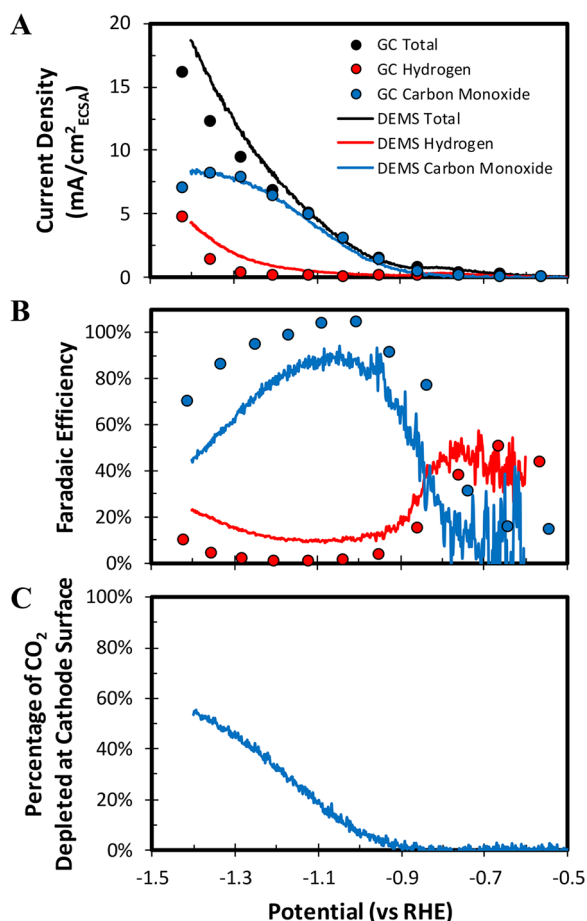 A
Current Density
(mA/cm²ECSA)
20
15
10
5
0
GC Total
GC Hydrogen
GC Carbon Monoxide
DEMS Total
DEMS Hydrogen
DEMS Carbon Monoxide
B
Faradaic Efficiency
100%
80%
60%
40%
20%
0%
C
Percentage of CO₂
Depleted at Cathode Surface
100%
80%
60%
40%
20%
0%
-1.5
-1.3
-1.1
-0.9
-0.7
-0.5
Potential (vs RHE)